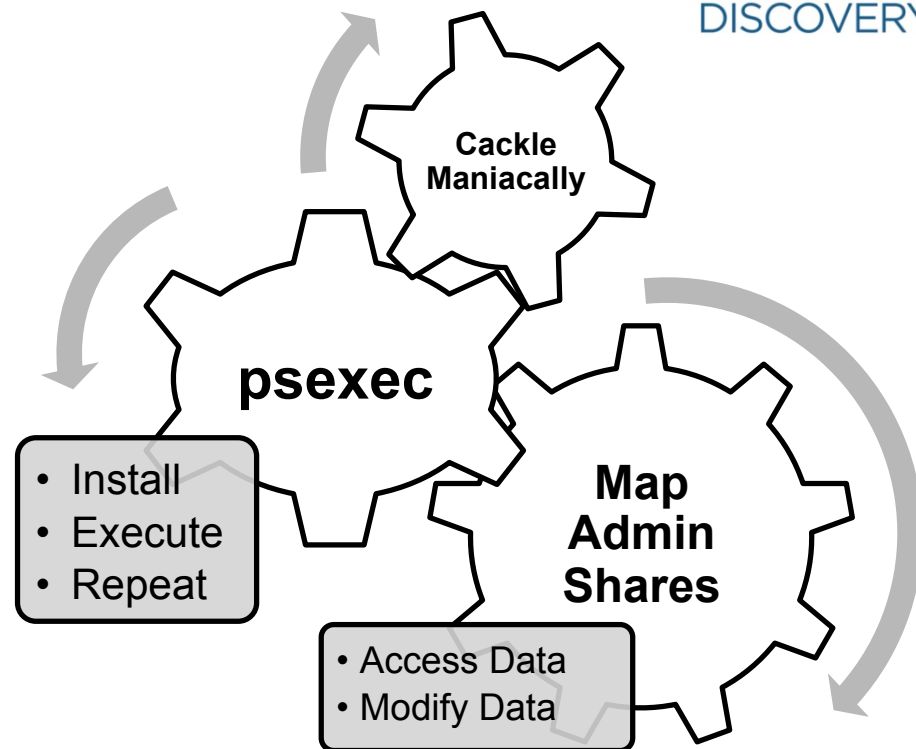 DISCOVERY
Cackle
Maniacally
psexec
• Install
• Execute
• Repeat
Map
Admin
Shares
• Access Data
• Modify Data